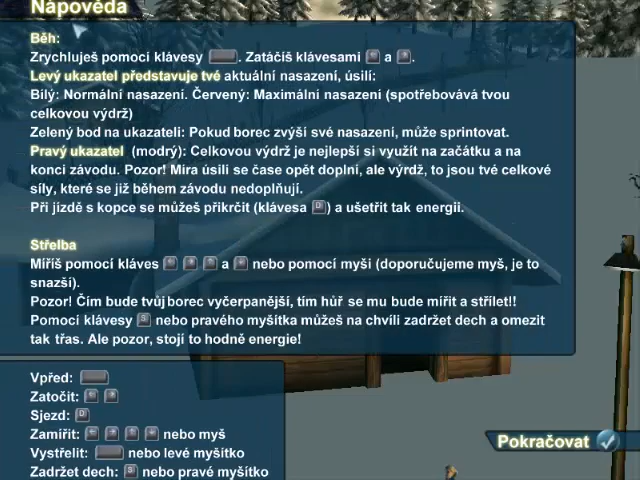 Nápověda
Běh:
Zrychluješ pomocí klávesy . Zatáčíš klávesami a .
Levý ukazatel představuje tvé aktuální nasazení, úsilí:
Bílý: Normální nasazení. Červený: Maximální nasazení (spotřebovává tvou
celkovou výdrž)
Zelený bod na ukazateli: Pokud borec zvýší své nasazení, může sprintovat.
Pravý ukazatel (modrý): Celkovou výdrž je nejlepší si využít na začátku a na
konci závodu. Pozor! Míra úsilí se čase opět doplní, ale výrdž, to jsou tvé celkové
síly, které se již během závodu nedoplňují.
Při jízdě s kopce se můžeš přikrčit (klávesa D) a ušetřit tak energii.
Střelba
Míříš pomocí kláves a nebo pomocí myši (doporučujeme myš, je to
snazší).
Pozor! Čím bude tvůj borec vyčerpanější, tím hůř se mu bude mířit a střílet!!
Pomocí klávesy S nebo pravého myšítka můžeš na chvíli zadržet dech a omezit
tak třas. Ale pozor, stojí to hodně energie!
Vpřed:
Zatočit:
Sjezd: D
Zamířit: nebo myš
Vystřelit: nebo levé myšítko
Zadržet dech: S nebo pravé myšítko
Pokračovat